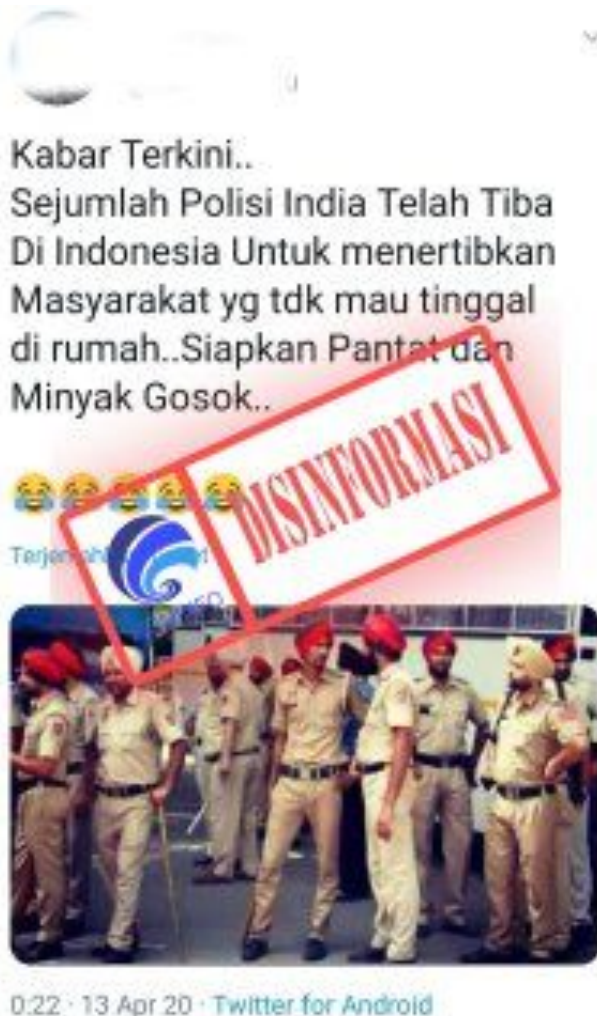 Kabar Terkini..
Sejumlah Polisi India Telah Tiba
Di Indonesia Untuk menertibkan
Masyarakat yg tdk mau tinggal
di rumah..Siapkan Pantat dan
Minyak Gosok..
DISINFORMASI
0:22 · 13 Apr 20 · Twitter for Android